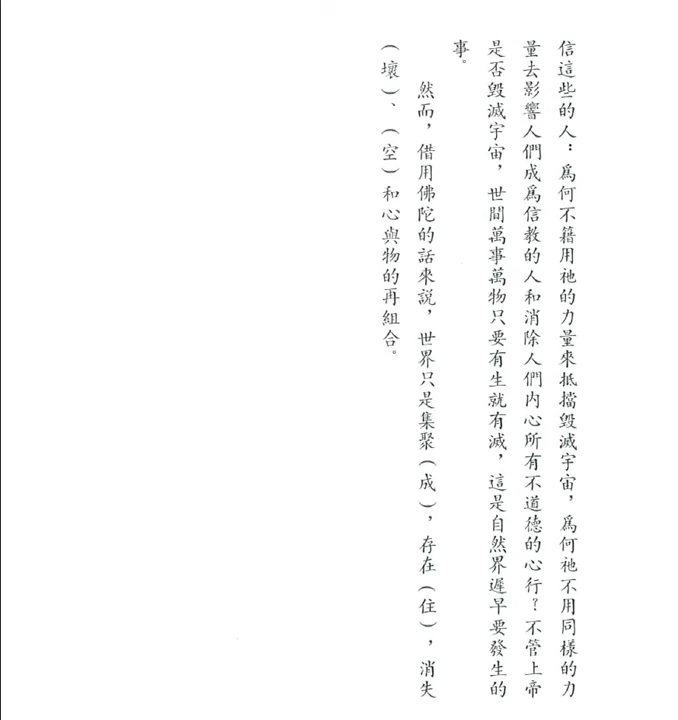 信這些的人：爲何不籍用祂的力量來抵擋毀滅宇宙，爲何祂不用同樣的力
量去影響人們成爲信教的人和消除人們内心所有不道德的心行？不管上帝
是否毀滅宇宙，世間萬事萬物只要有生就有滅，這是自然界遲早要發生的
事。
然而，借用佛陀的話來説，世界只是集聚（成），存在（住），消失
（壞）、（空）和心與物的再組合。